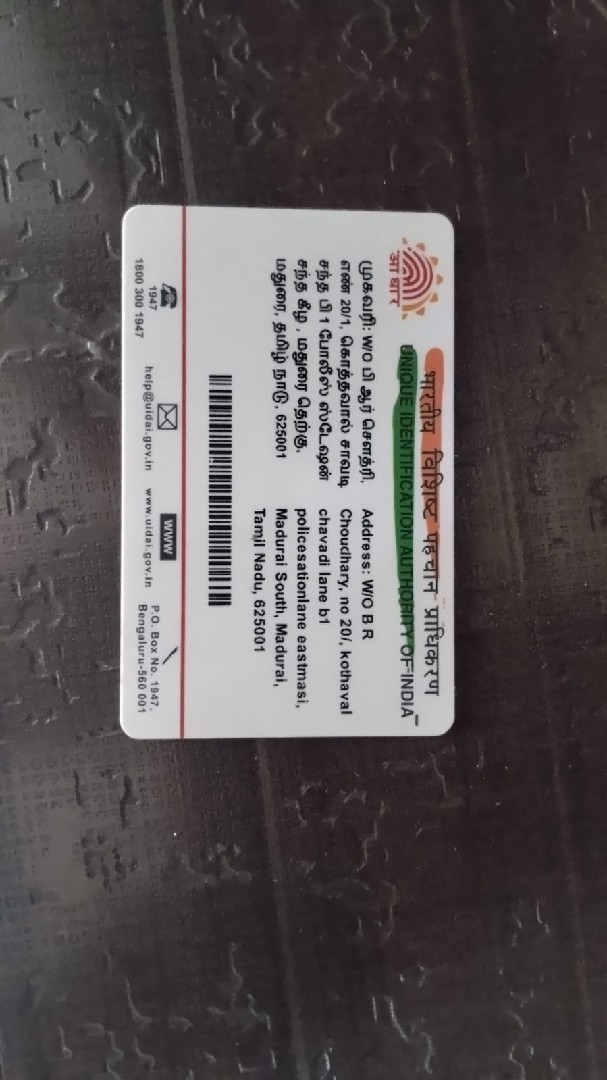 भारतीय विशिष्ट पहचान प्राधिकरण
UNIQUE IDENTIFICATION AUTHORITY OF INDIA
आधार
முகவரி: W/O பி ஆர் சௌத்ரி,
எண் 20/1, கொத்தவால் சாவடி
சந்த பி 1 போலீஸ் ஸ்டேஷன்
சந்த கீழ , மதுரை தெற்கு,
மதுரை, தமிழ் நாடு, 625001
Address: W/O B R
Choudhary, no 20/, kothaval
chavadi lane b1
policesationlane eastmasi,
Madurai South, Madurai,
Tamil Nadu, 625001
1947
1800 300 1947
help@uidai.gov.in
WWW
www.uidai.gov.in
P.O. Box No. 1947,
Bengaluru-560 001